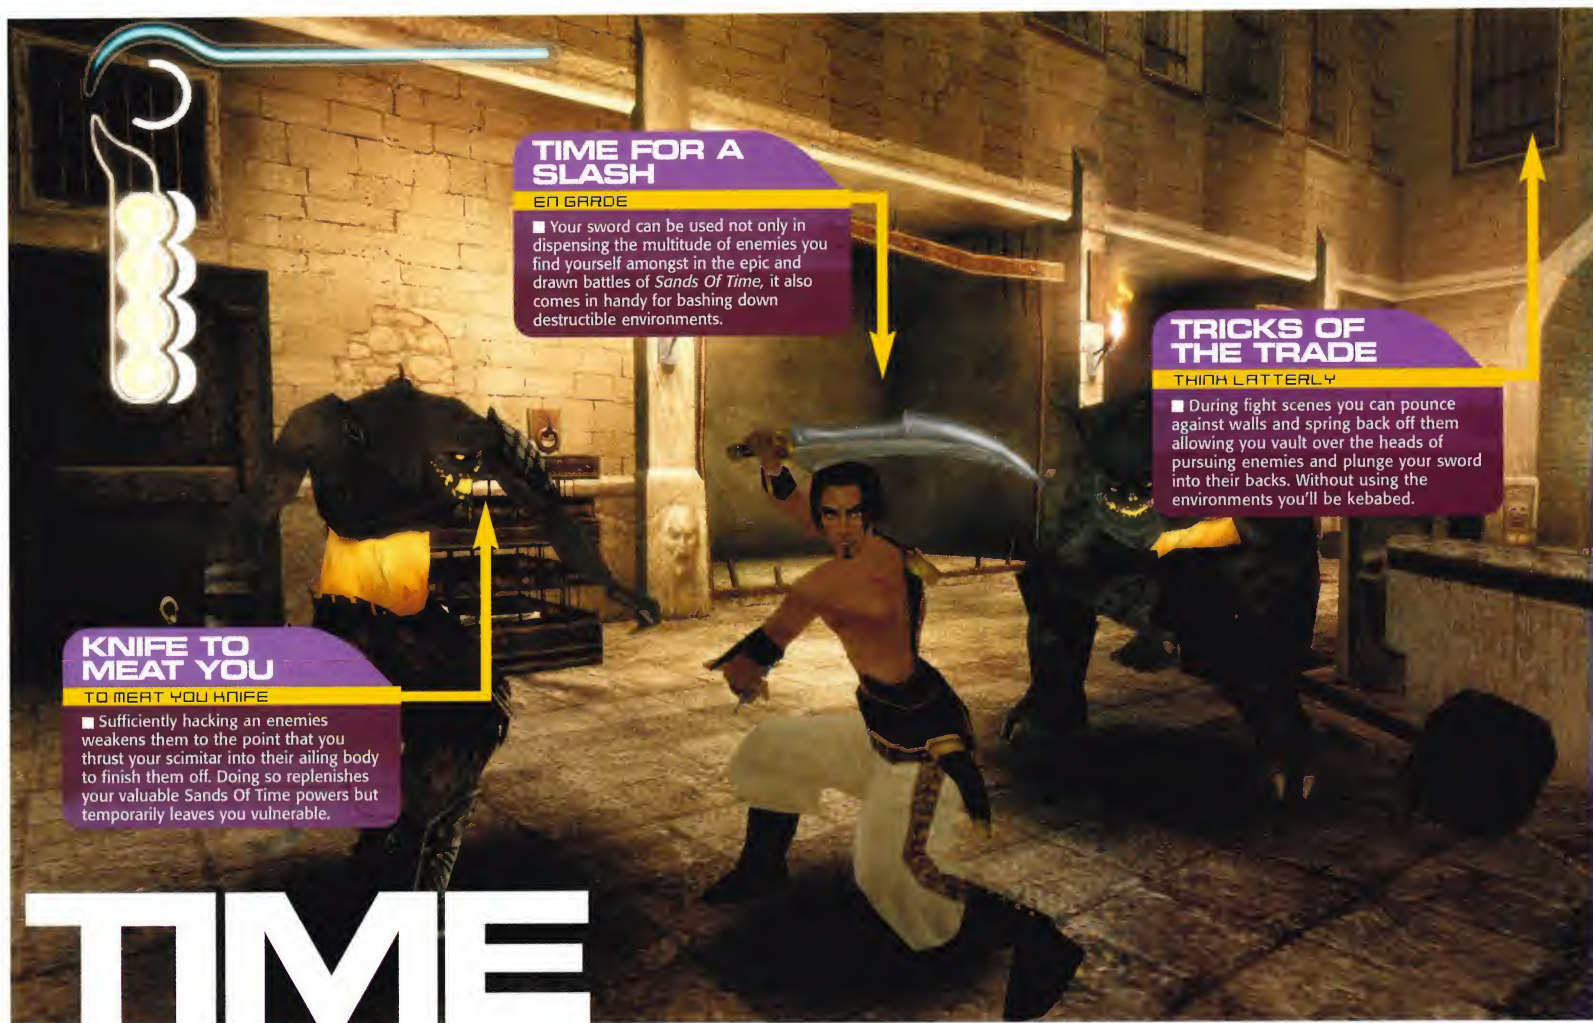 TIME FOR A
SLASH
EN GARDE
■ Your sword can be used not only in
dispensing the multitude of enemies you
find yourself amongst in the epic and
drawn battles of Sands Of Time, it also
comes in handy for bashing down
destructible environments.
TRICKS OF
THE TRADE
THINK LATTERLY
■ During fight scenes you can pounce
against walls and spring back off them
allowing you vault over the heads of
pursuing enemies and plunge your sword
into their backs. Without using the
environments you'll be kebabed.
KNIFE TO
MEAT YOU
TO MEAT YOU KNIFE
■ Sufficiently hacking an enemies
weakens them to the point that you
thrust your scimitar into their ailing body
to finish them off. Doing so replenishes
your valuable Sands Of Time powers but
temporarily leaves you vulnerable.
TIME